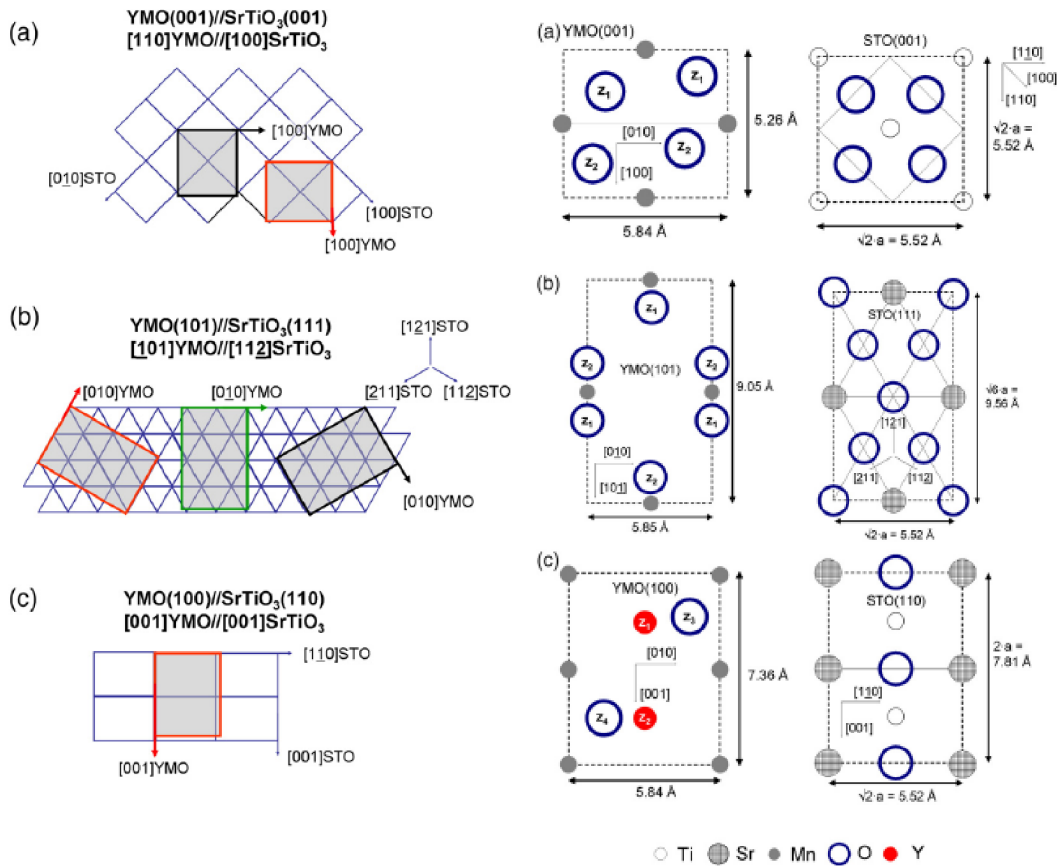 (a)
YMO(001)//SrTiO3(001)
[110]YMO//[100]SrTiO3
[100]YMO
[010]STO
[100]STO
[100]YMO
(b)
YMO(101)//SrTiO3(111)
[101]YMO//[112]SrTiO3
[121]STO
[211]STO
[112]STO
[010]YMO
[010]YMO
[010]YMO
(c)
YMO(100)//SrTiO3(110)
[001]YMO//[001]SrTiO3
[110]STO
[001]YMO
[001]STO
(a)
YMO(001)
z1
z1
z2
z2
[010]
[100]
5.26 Å
5.84 Å
STO(001)
[110]
[100]
[110]
√2·a =
5.52 Å
√2·a = 5.52 Å
(b)
z1
z2
z2
YMO(101)
z1
z1
[010]
[101]
z2
9.05 Å
5.85 Å
STO(111)
[121]
[211]
[112]
√6·a =
9.56 Å
√2·a = 5.52 Å
(c)
YMO(100)
z1
z3
[010]
[001]
z4
z2
7.36 Å
5.84 Å
STO(110)
[110]
[001]
2·a =
7.81 Å
√2·a = 5.52 Å
Ti Sr Mn O Y